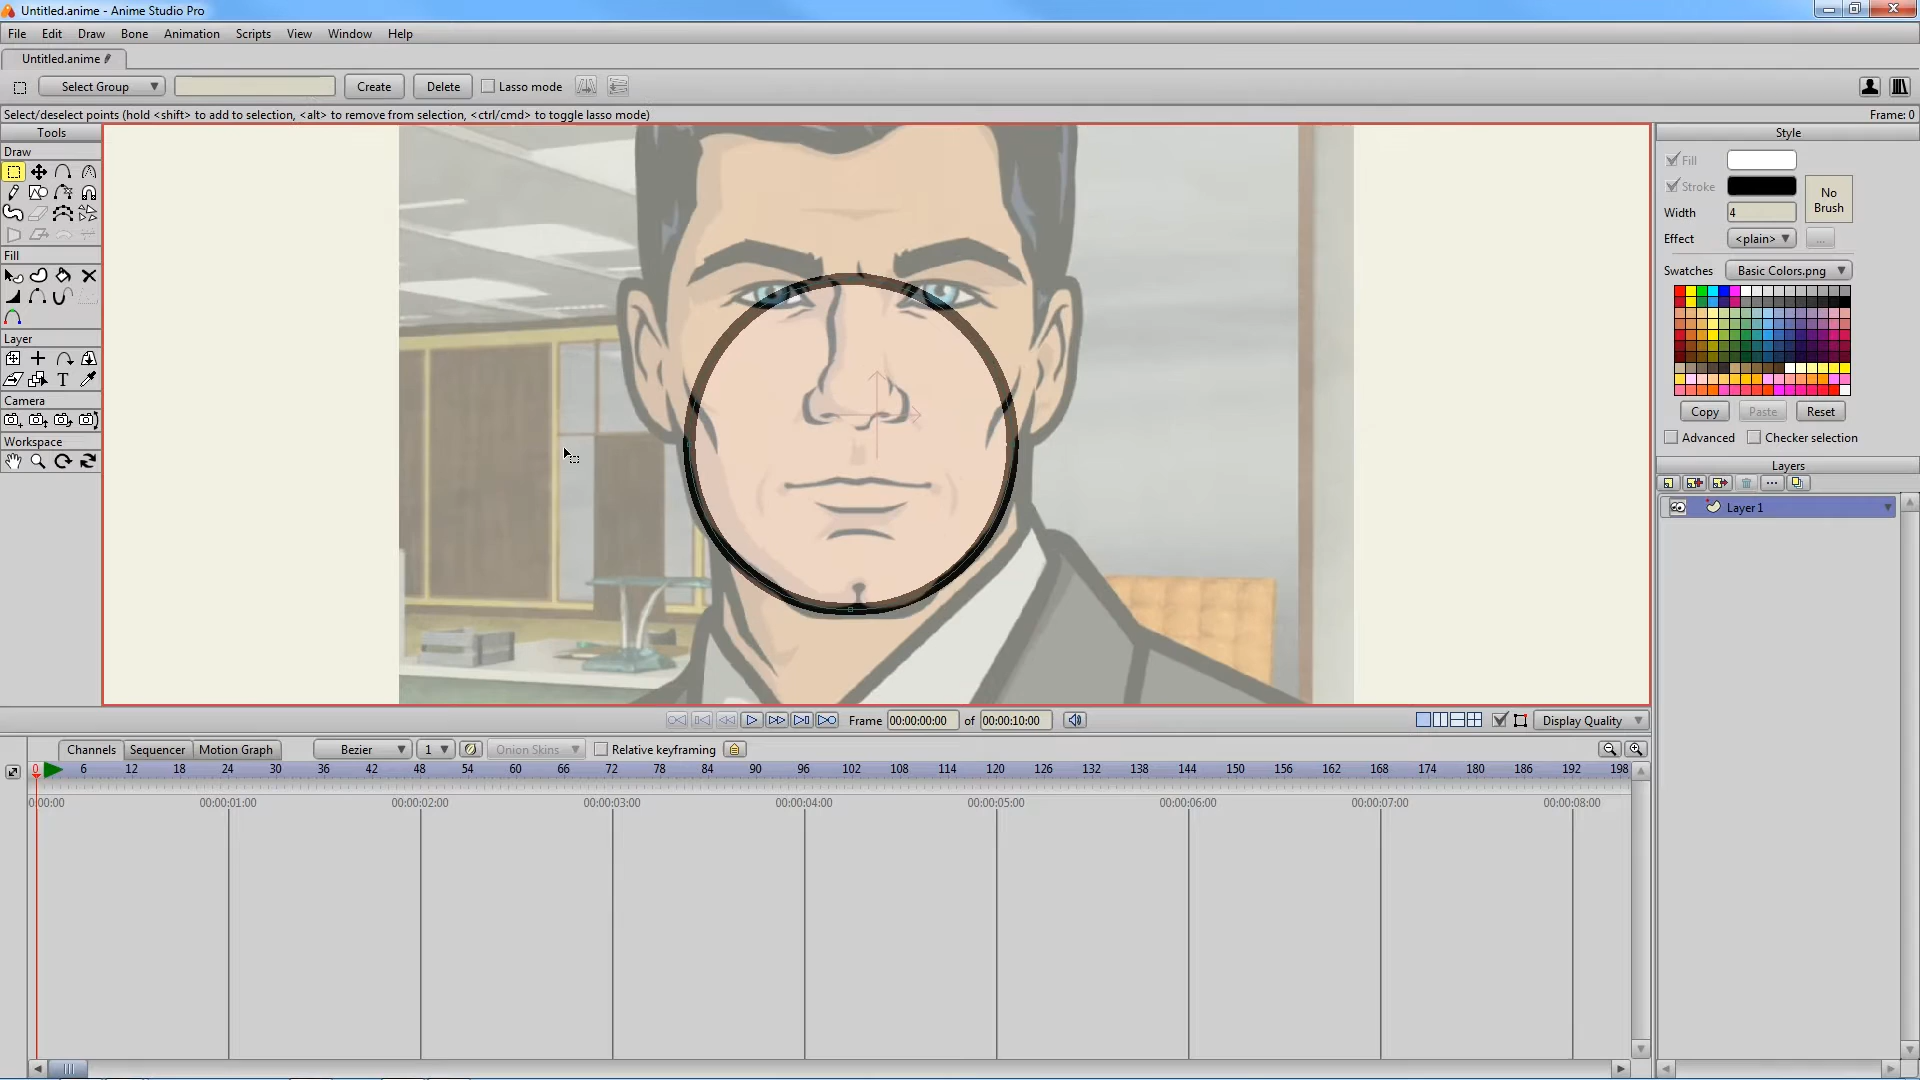 Untitled.anime - Anime Studio Pro
File Edit Draw Bone Animation Scripts View Window Help
Untitled.anime
Select Group Create Delete Lasso mode
Select/deselect points (hold <shift> to add to selection, <alt> to remove from selection, <ctrl/cmd> to toggle lasso mode) Frame: 0
Tools
Draw
Fill
Layer
T
Camera
Workspace
Style
Fill
Stroke
No
Brush
Width 4
Effect <plain> ...
Swatches Basic Colors.png
Copy Paste Reset
Advanced Checker selection
Layers
Layer 1
Frame 00:00:00:00 of 00:00:10:00 Display Quality
Channels Sequencer Motion Graph Bezier 1 Onion Skins Relative keyframing
0 6 12 18 24 30 36 42 48 54 60 66 72 78 84 90 96 102 108 114 120 126 132 138 144 150 156 162 168 174 180 186 192 198
0:00:00 00:00:01:00 00:00:02:00 00:00:03:00 00:00:04:00 00:00:05:00 00:00:06:00 00:00:07:00 00:00:08:00